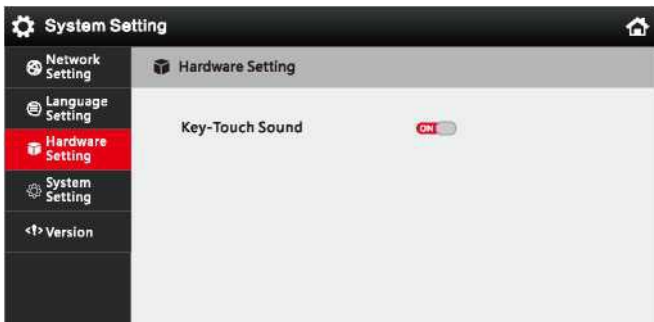 System Setting
Network
Setting
Hardware Setting
Language
Setting
Key-Touch Sound
ON
Hardware
Setting
System
Setting
Version